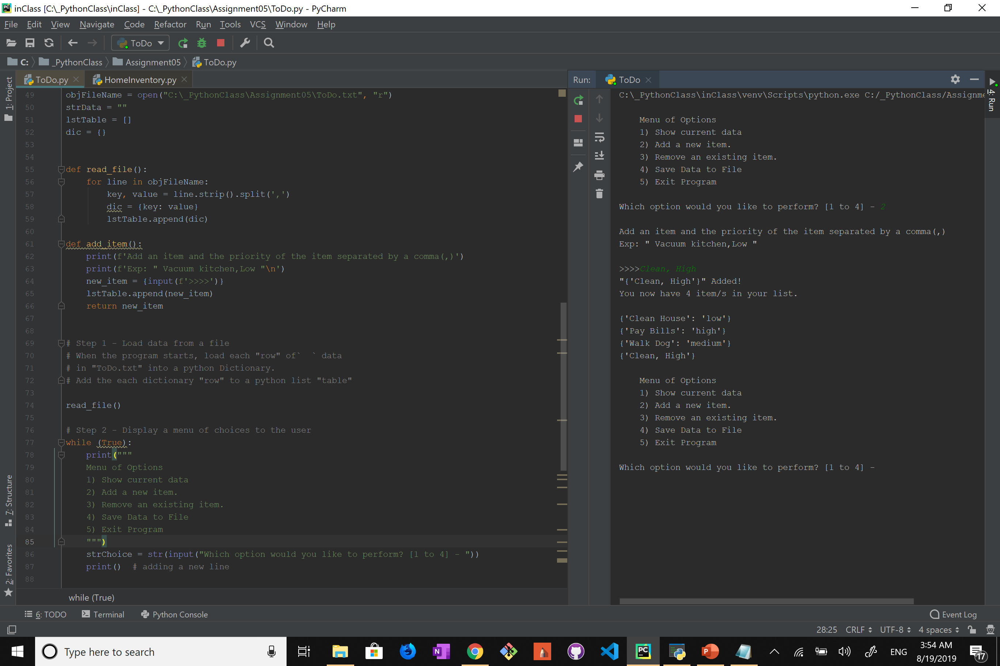 inClass [C:\_PythonClass\inClass] - C:\_PythonClass\Assignment05\ToDo.py - PyCharm
File Edit View Navigate Code Refactor Run Tools VCS Window Help
ToDo
C: _PythonClass Assignment05 ToDo.py
1: Project
ToDo.py HomeInventory.py
49 objFileName = open("C:\_PythonClass\Assignment05\ToDo.txt", "r")
50 strData = ""
51 lstTable = []
52 dic = {}
53
54
55 def read_file():
56 for line in objFileName:
57 key, value = line.strip().split(',')
58 dic = {key: value}
59 lstTable.append(dic)
60
61 def add_item():
62 print(f'Add an item and the priority of the item separated by a comma(,)')
63 print(f'Exp: " Vacuum kitchen,Low "\n')
64 new_item = {input(f'>>>>')}
65 lstTable.append(new_item)
66 return new_item
67
68
69 # Step 1 - Load data from a file
70 # When the program starts, load each "row" of`  ` data
71 # in "ToDo.txt" into a python Dictionary.
72 # Add the each dictionary "row" to a python list "table"
73
74 read_file()
75
76 # Step 2 - Display a menu of choices to the user
77 while (True):
78 print("""
79 Menu of Options
80 1) Show current data
81 2) Add a new item.
82 3) Remove an existing item.
83 4) Save Data to File
84 5) Exit Program
85 """)
86 strChoice = str(input("Which option would you like to perform? [1 to 4] - "))
87 print()  # adding a new line
88
while (True)
7: Structure
2: Favorites
Run: ToDo
4: Run
C:\_PythonClass\inClass\venv\Scripts\python.exe C:/_PythonClass/Assignme
Menu of Options
1) Show current data
2) Add a new item.
3) Remove an existing item.
4) Save Data to File
5) Exit Program
Which option would you like to perform? [1 to 4] - 2
Add an item and the priority of the item separated by a comma(,)
Exp: " Vacuum kitchen,Low "
>>>>Clean, High
"{'Clean, High'}" Added!
You now have 4 item/s in your list.
{'Clean House': 'low'}
{'Pay Bills': 'high'}
{'Walk Dog': 'medium'}
{'Clean, High'}
Menu of Options
1) Show current data
2) Add a new item.
3) Remove an existing item.
4) Save Data to File
5) Exit Program
Which option would you like to perform? [1 to 4] -
6: TODO Terminal Python Console Event Log
28:25 CRLF UTF-8 4 spaces
Type here to search
ENG
3:54 AM
8/19/2019
17